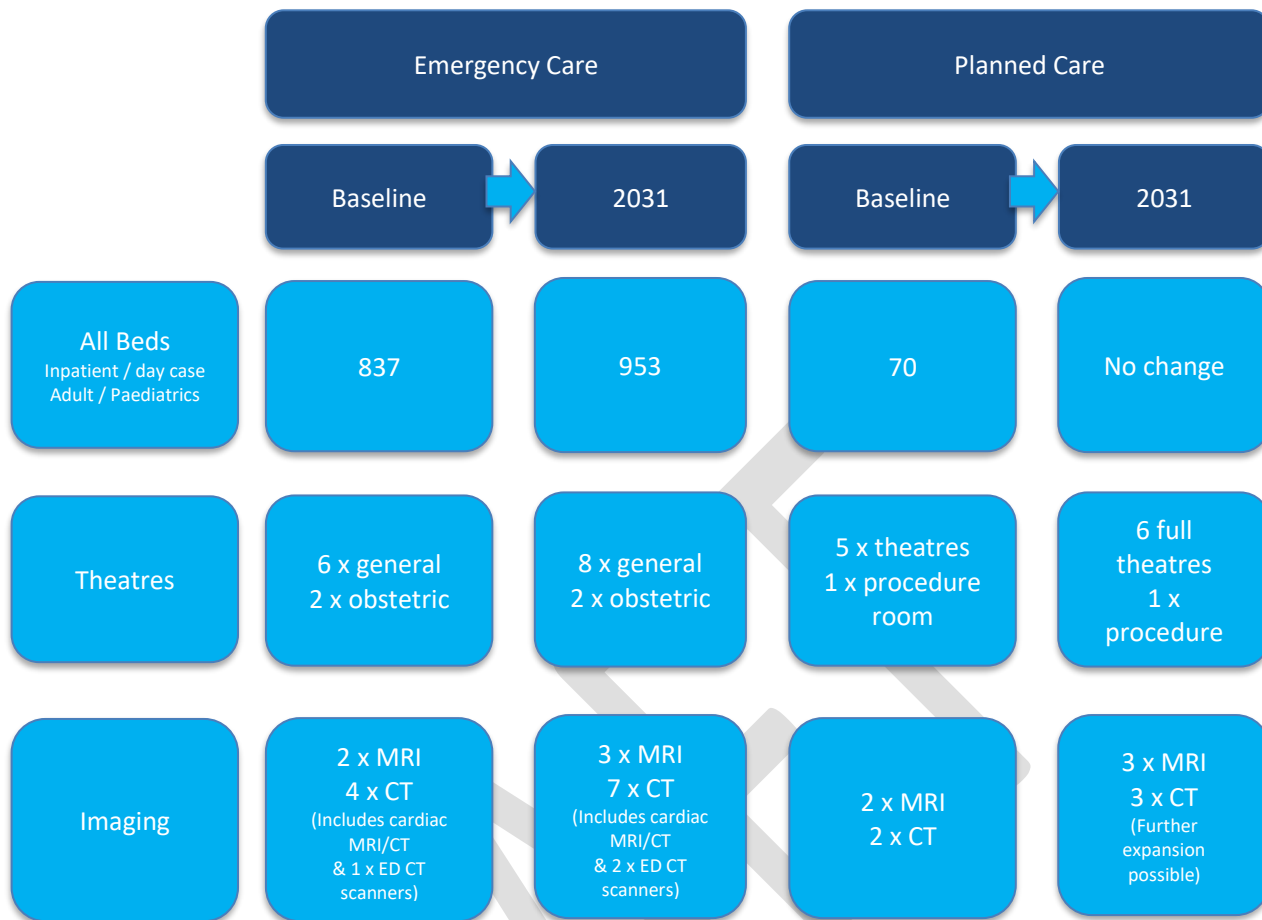 Emergency Care
Planned Care
Baseline
2031
Baseline
2031
All Beds
Inpatient / day case
Adult / Paediatrics
837
953
70
No change
Theatres
6 x general
2 x obstetric
8 x general
2 x obstetric
5 x theatres
1 x procedure
room
6 full
theatres
1 x
procedure
Imaging
2 x MRI
4 x CT
(Includes cardiac
MRI/CT
& 1 x ED CT
scanners)
3 x MRI
7 x CT
(Includes cardiac
MRI/CT
& 2 x ED CT
scanners)
2 x MRI
2 x CT
3 x MRI
3 x CT
(Further
expansion
possible)